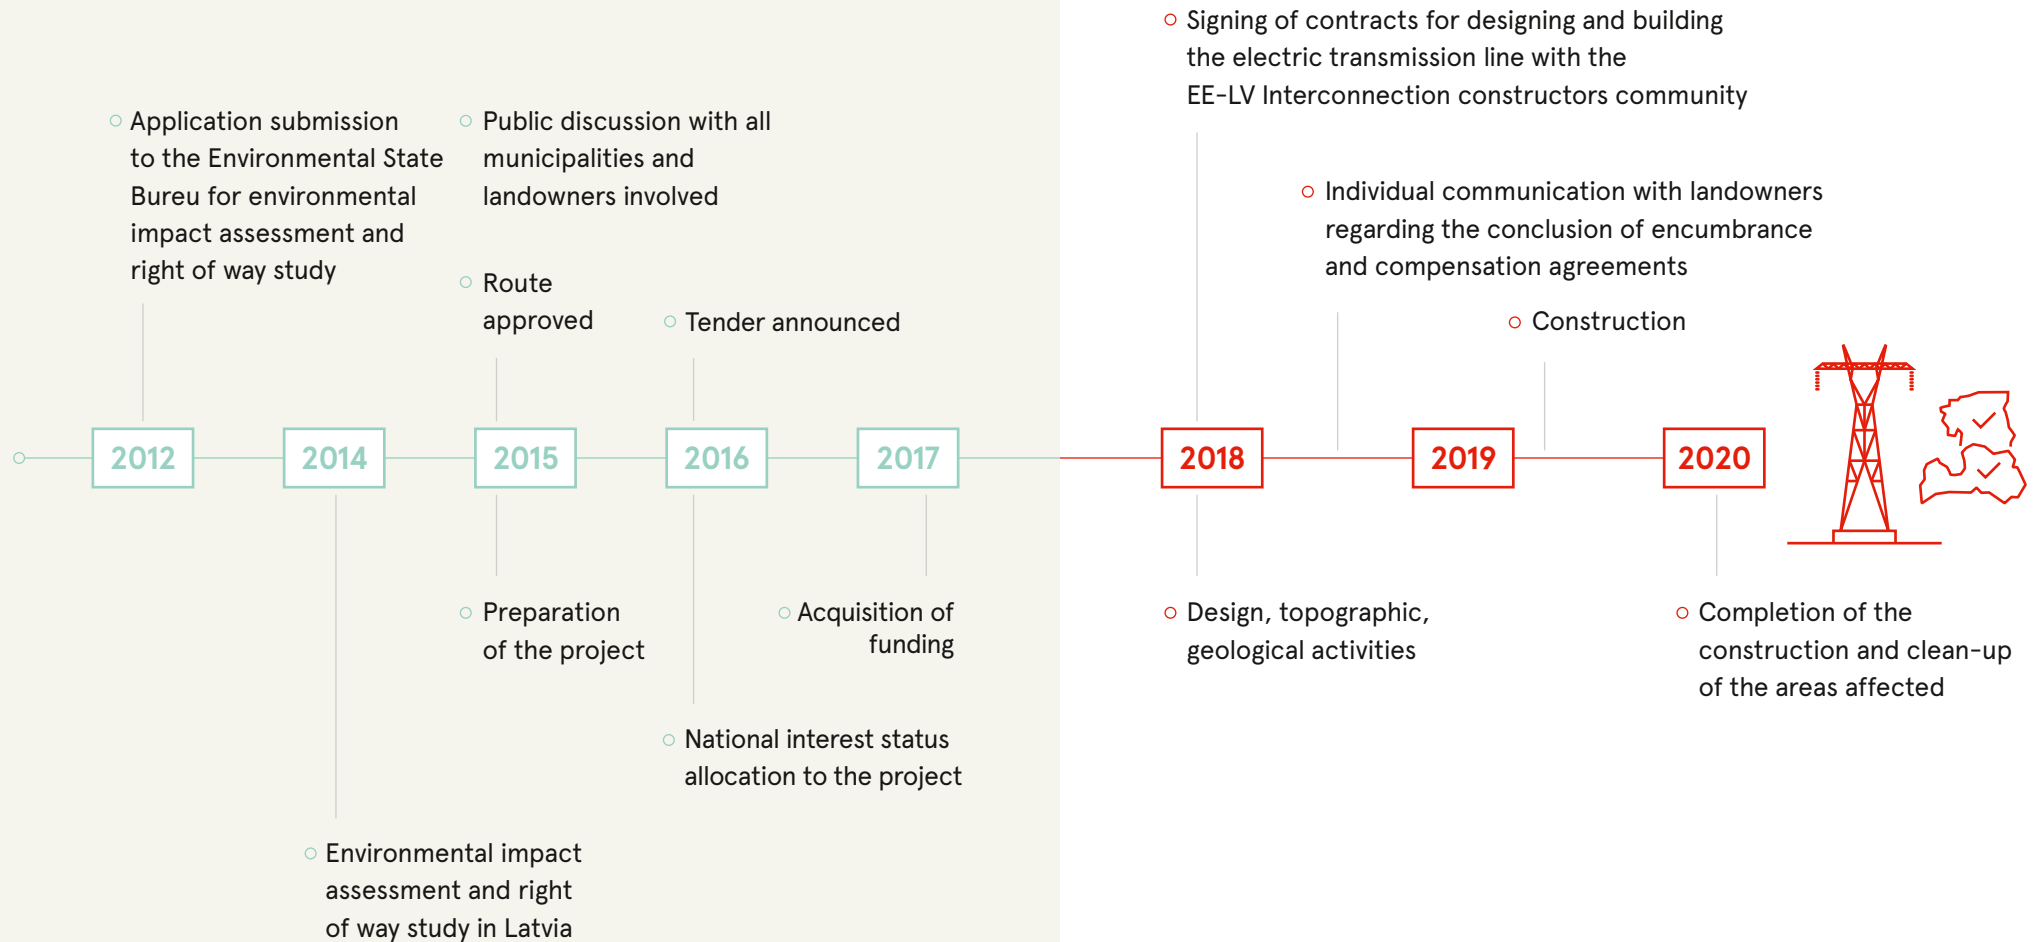 Signing of contracts for designing and building
the electric transmission line with the
EE-LV Interconnection constructors community
Application submission
to the Environmental State
Bureu for environmental
impact assessment and
right of way study
Public discussion with all
municipalities and
landowners involved
Route
approved
Tender announced
Individual communication with landowners
regarding the conclusion of encumbrance
and compensation agreements
Construction
2012
2014
2015
2016
2017
2018
2019
2020
Preparation
of the project
Acquisition of
funding
Design, topographic,
geological activities
Completion of the
construction and clean-up
of the areas affected
National interest status
allocation to the project
Environmental impact
assessment and right
of way study in Latvia